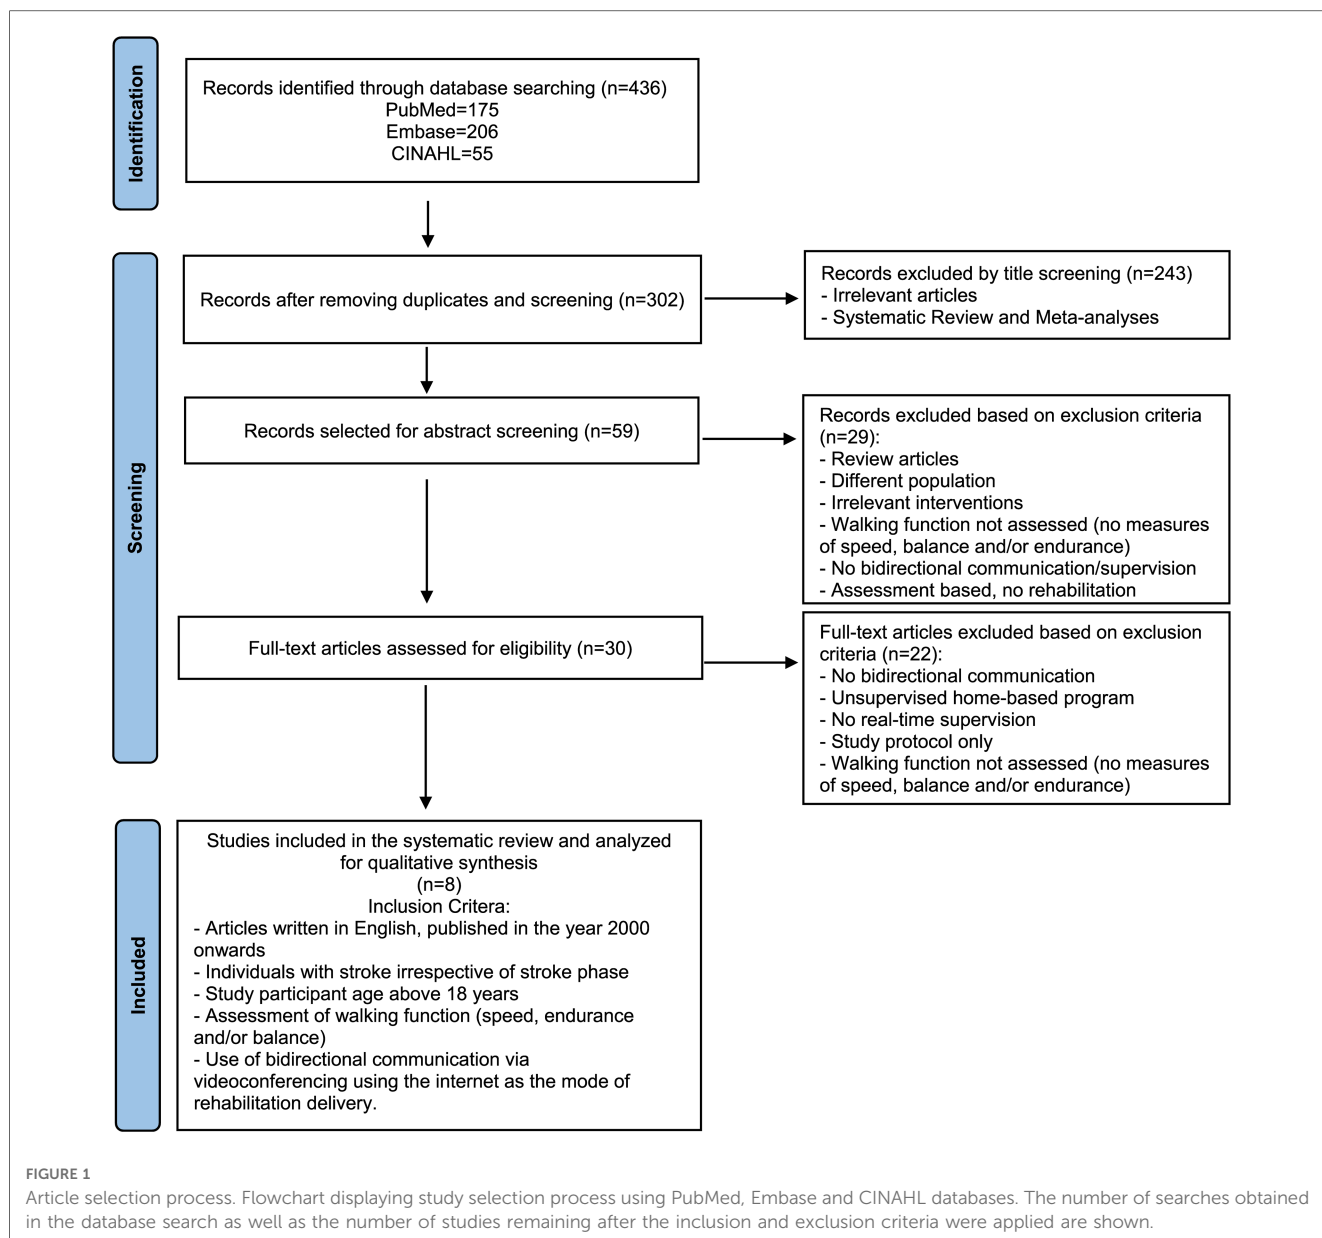 Identification
Records identified through database searching (n=436)
PubMed=175
Embase=206
CINAHL=55
Screening
Records after removing duplicates and screening (n=302)
Records excluded by title screening (n=243)
- Irrelevant articles
- Systematic Review and Meta-analyses
Records selected for abstract screening (n=59)
Records excluded based on exclusion criteria
(n=29):
- Review articles
- Different population
- Irrelevant interventions
- Walking function not assessed (no measures
of speed, balance and/or endurance)
- No bidirectional communication/supervision
- Assessment based, no rehabilitation
Full-text articles assessed for eligibility (n=30)
Full-text articles excluded based on exclusion
criteria (n=22):
- No bidirectional communication
- Unsupervised home-based program
- No real-time supervision
- Study protocol only
- Walking function not assessed (no measures
of speed, balance and/or endurance)
Included
Studies included in the systematic review and analyzed
for qualitative synthesis
(n=8)
Inclusion Critera:
- Articles written in English, published in the year 2000
onwards
- Individuals with stroke irrespective of stroke phase
- Study participant age above 18 years
- Assessment of walking function (speed, endurance
and/or balance)
- Use of bidirectional communication via
videoconferencing using the internet as the mode of
rehabilitation delivery.
FIGURE 1
Article selection process. Flowchart displaying study selection process using PubMed, Embase and CINAHL databases. The number of searches obtained
in the database search as well as the number of studies remaining after the inclusion and exclusion criteria were applied are shown.